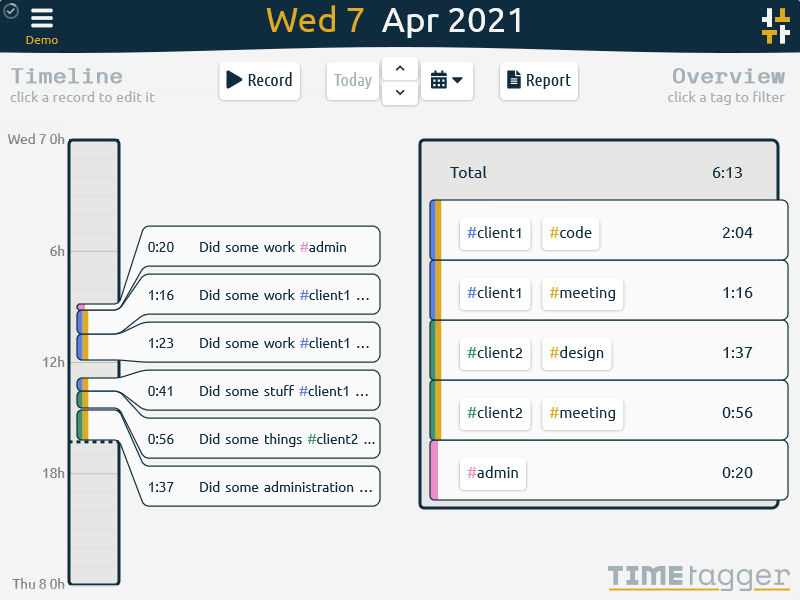 Wed 7 Apr 2021
Demo
Timeline
click a record to edit it
Record
Today
Report
Overview
click a tag to filter
Wed 7 0h
6h
12h
18h
Thu 8 0h
0:20 Did some work #admin
1:16 Did some work #client1 ...
1:23 Did some work #client1 ...
0:41 Did some stuff #client1 ...
0:56 Did some things #client2 ...
1:37 Did some administration ...
Total 6:13
#client1 #code 2:04
#client1 #meeting 1:16
#client2 #design 1:37
#client2 #meeting 0:56
#admin 0:20
TIMEtagger